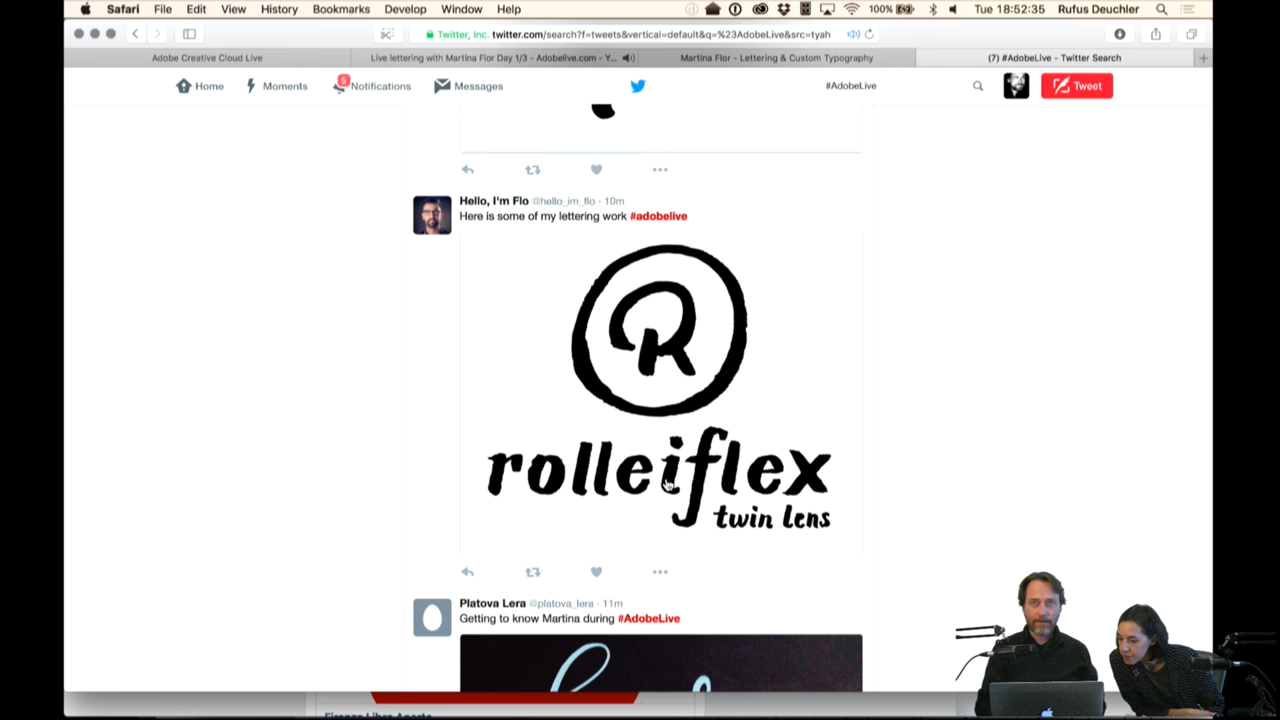 Safari File Edit View History Bookmarks Develop Window Help 100% Tue 18:52:35 Rufus Deuchler
Twitter, Inc. twitter.com/search?f=tweets&vertical=default&q=%23AdobeLive&src=tyah
Adobe Creative Cloud Live
Live lettering with Martina Flor Day 1/3 - Adobelive.com - Y...
Martina Flor - Lettering & Custom Typography
(7) #AdobeLive - Twitter Search
Home Moments 5 Notifications Messages #AdobeLive Tweet
Hello, I'm Flo @hello_im_flo · 10m
Here is some of my lettering work #adobelive
R
rolleiflex
twin lens
Platova Lera @platova_lera · 11m
Getting to know Martina during #AdobeLive